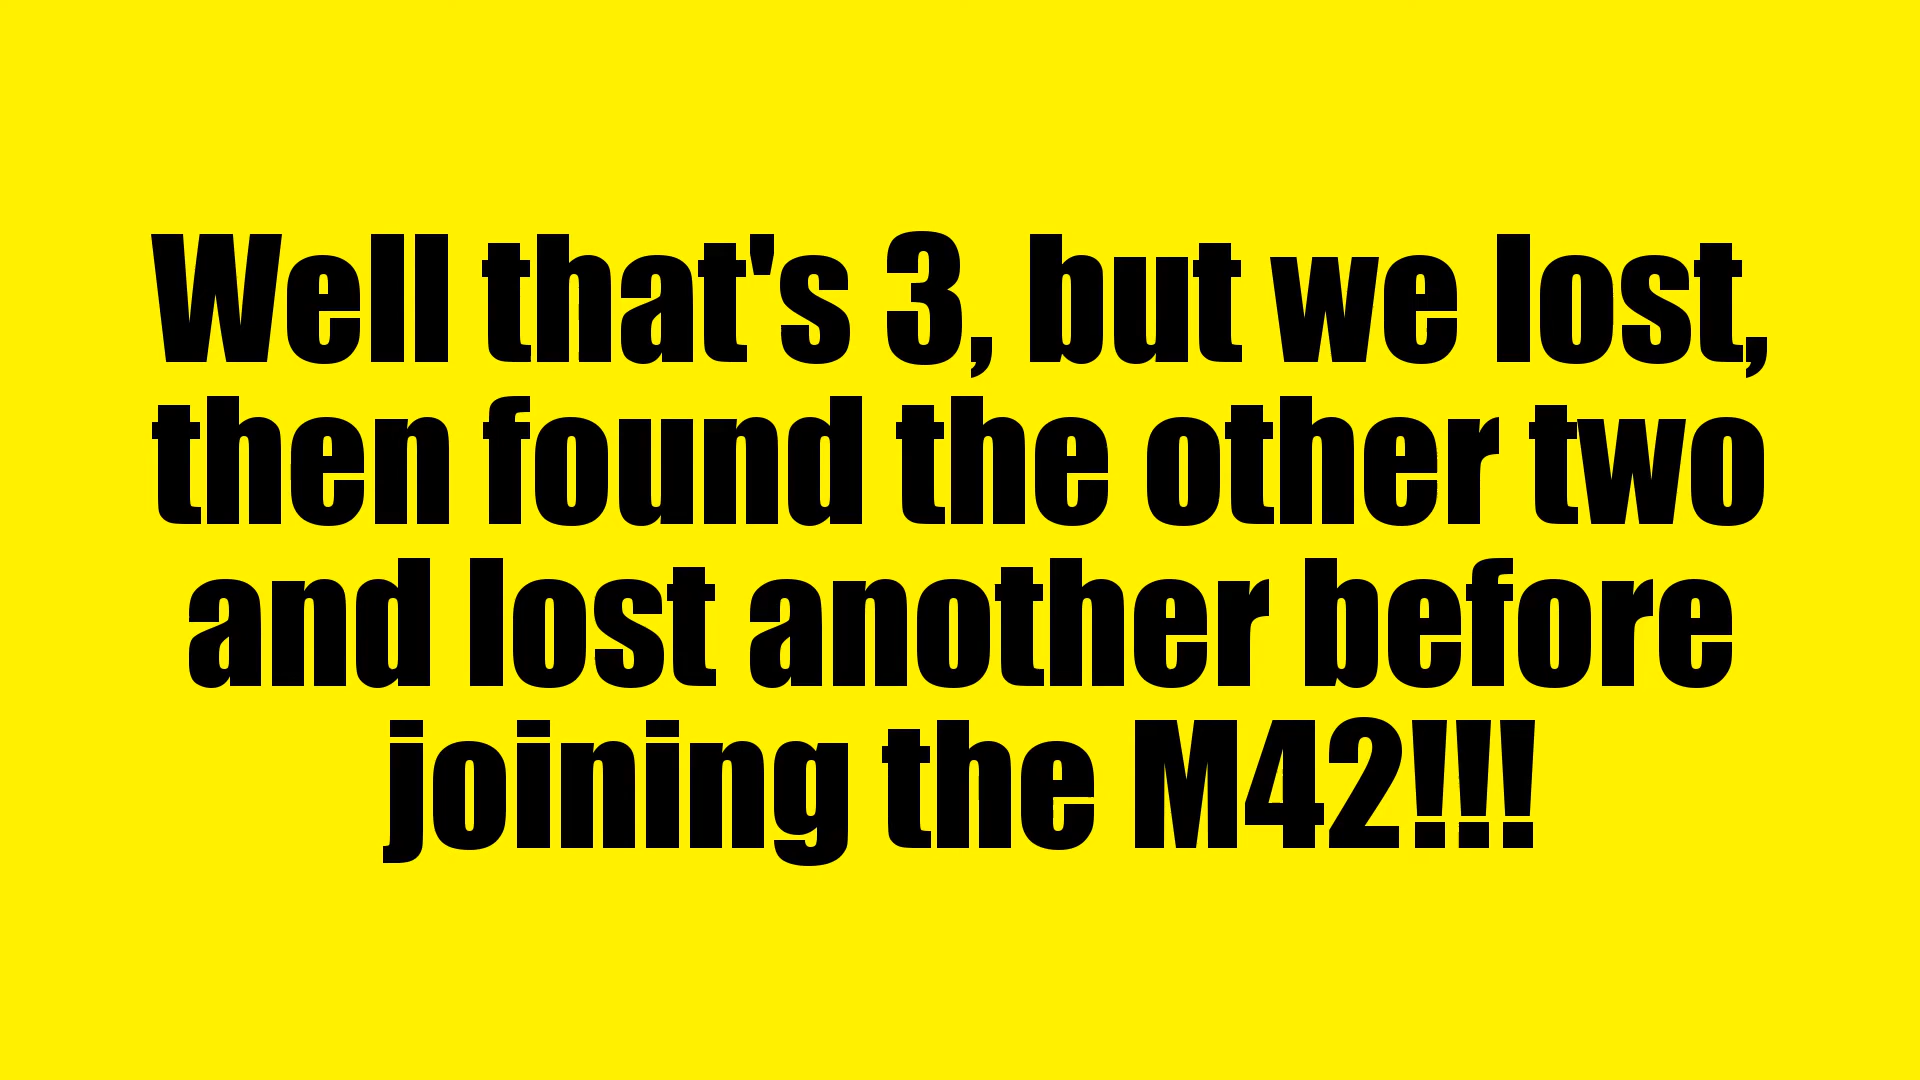 Well that's 3, but we lost,
then found the other two
and lost another before
joining the M42!!!